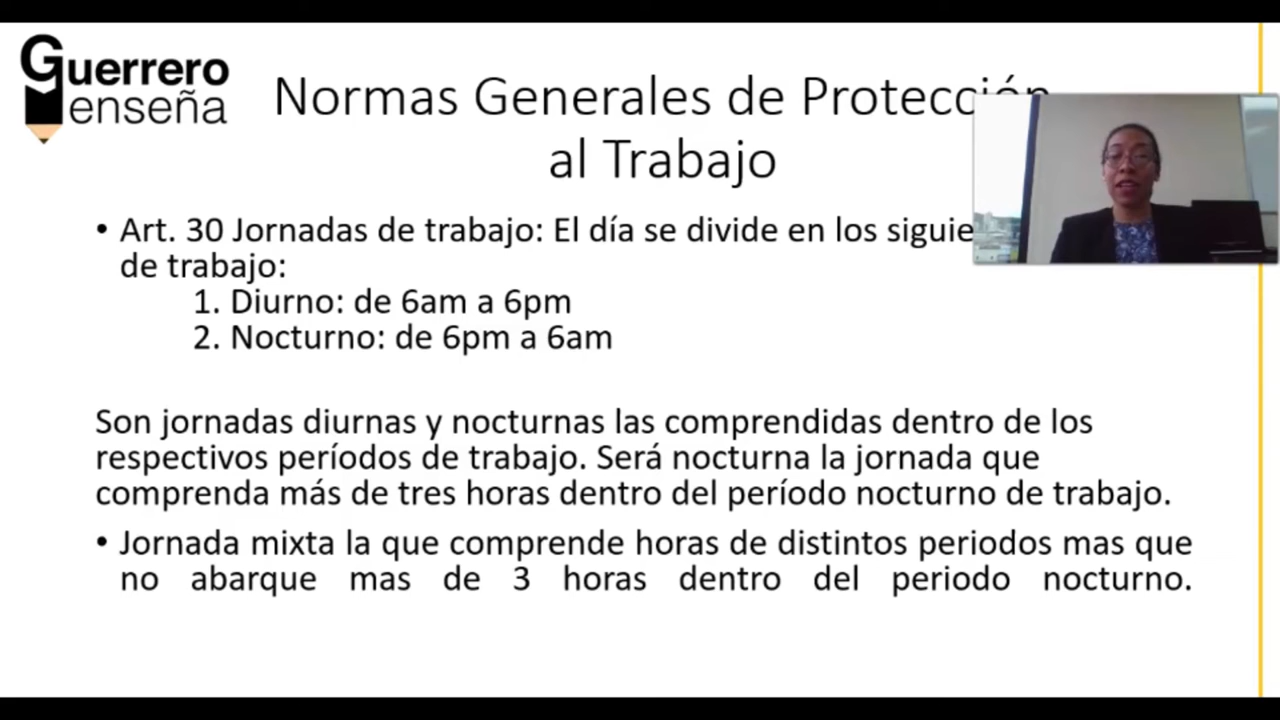 Guerrero
enseña
Normas Generales de Protección
al Trabajo
• Art. 30 Jornadas de trabajo: El día se divide en los
de trabajo:
1. Diurno: de 6am a 6pm
2. Nocturno: de 6pm a 6am
Son jornadas diurnas y nocturnas las comprendidas dentro de los
respectivos períodos de trabajo. Será nocturna la jornada que
comprenda más de tres horas dentro del período nocturno de trabajo.
• Jornada mixta la que comprende horas de distintos periodos mas que
no abarque mas de 3 horas dentro del periodo nocturno.